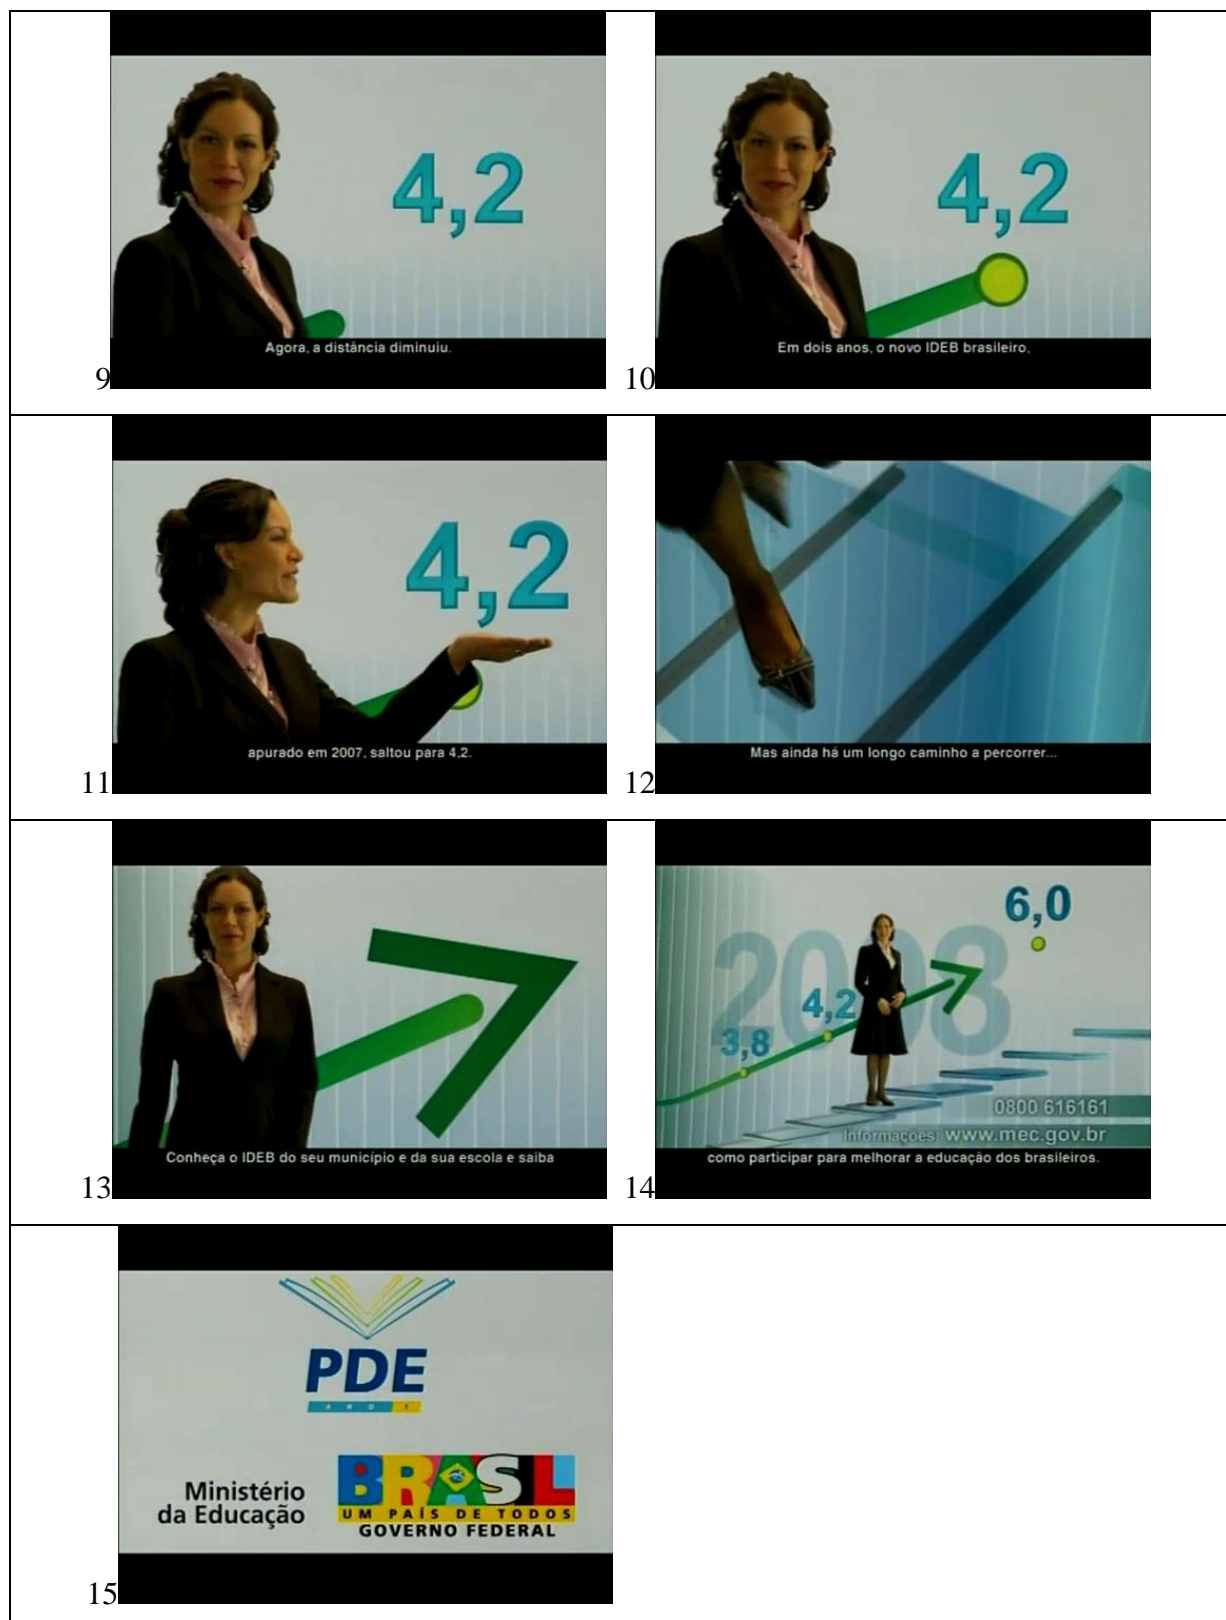 4,2
Agora, a distância diminuiu.
9
4,2
Em dois anos, o novo IDEB brasileiro,
10
4,2
apurado em 2007, saltou para 4,2.
11
Mas ainda há um longo caminho a percorrer...
12
Conheça o IDEB do seu município e da sua escola e saiba
13
2008
6,0
4,2
3,8
0800 616161
Informações: www.mec.gov.br
como participar para melhorar a educação dos brasileiros.
14
PDE
ANO 1
Ministério
da Educação
BRASIL
UM PAÍS DE TODOS
GOVERNO FEDERAL
15